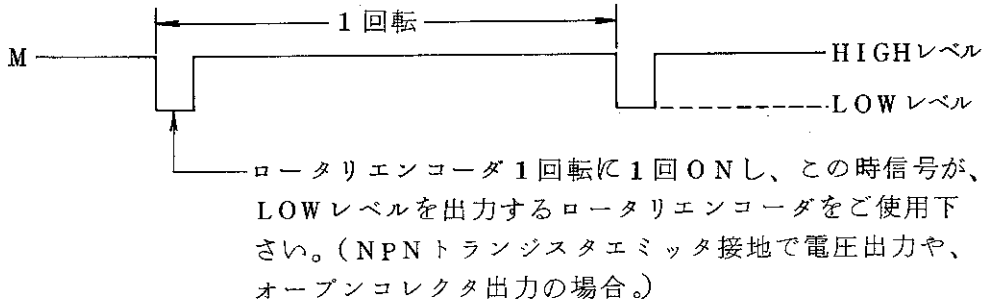 1回転
M
HIGHレベル
LOWレベル
ロータリエンコーダ1回転に1回ONし、この時信号が、
LOWレベルを出力するロータリエンコーダをご使用下
さい。(NPNトランジスタエミッタ接地で電圧出力や、
オープンコレクタ出力の場合。)